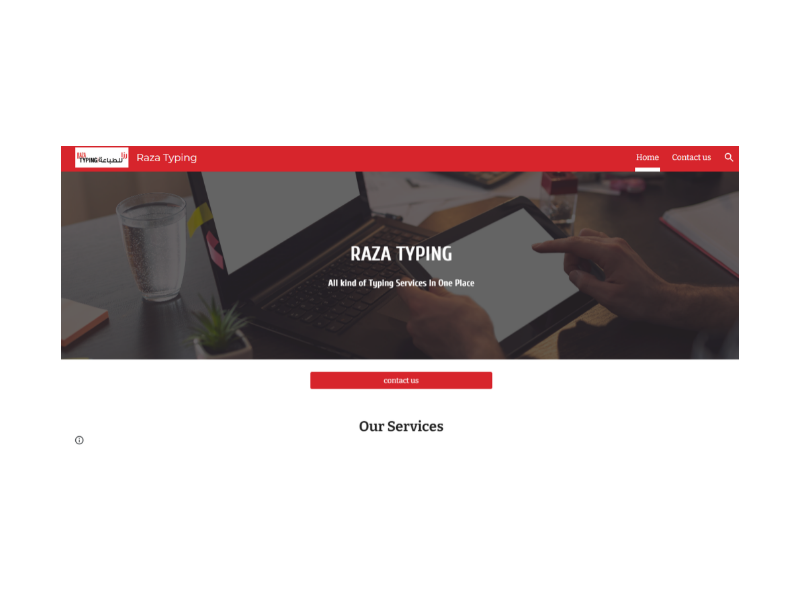 RAZA رزا
TYPING للطباعة
Raza Typing
Home
Contact us
RAZA TYPING
All kind of Typing Services In One Place
contact us
Our Services